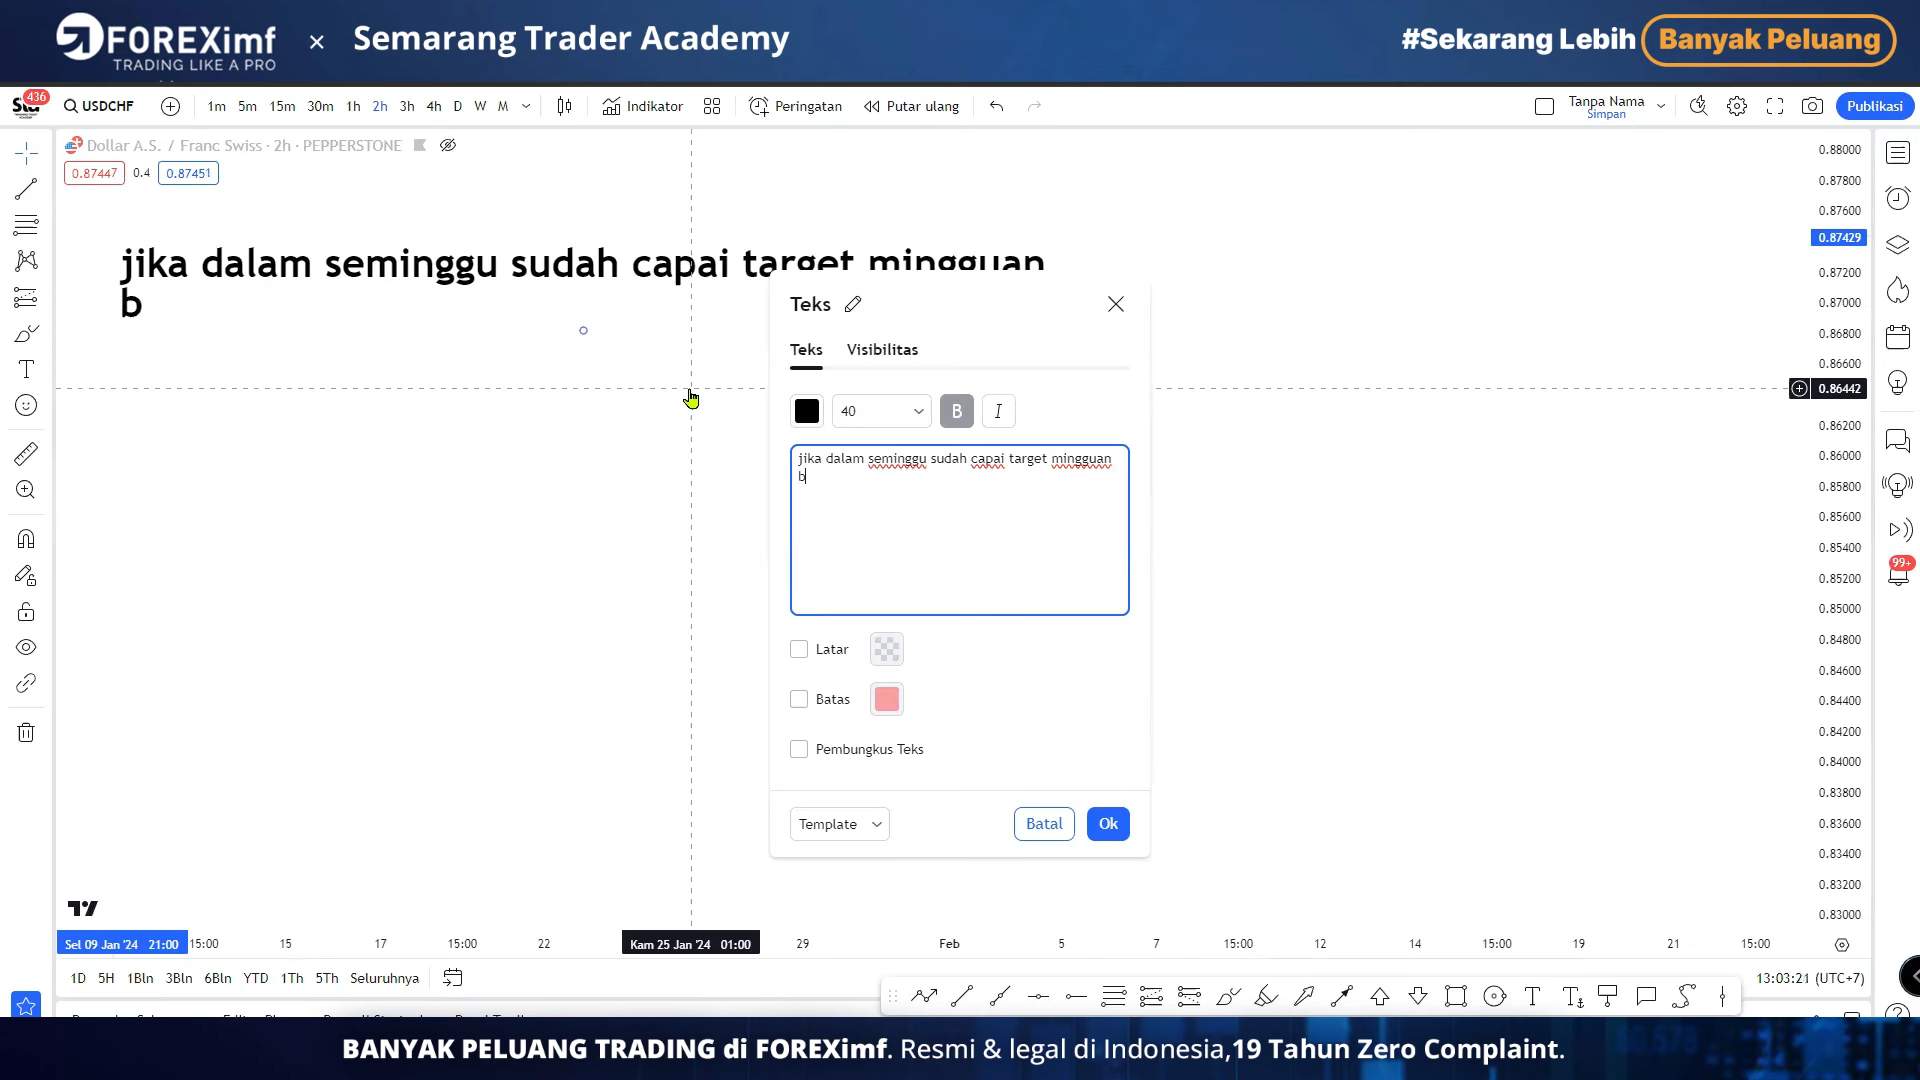 FOREXimf
TRADING LIKE A PRO
×
Semarang Trader Academy
#Sekarang Lebih Banyak Peluang
436
USDCHF
1m 5m 15m 30m 1h 2h 3h 4h D W M
Indikator
Peringatan
Putar ulang
Tanpa Nama
Simpan
Publikasi
Dollar A.S. / Franc Swiss · 2h · PEPPERSTONE
0.87447 0.4 0.87451
jika dalam seminggu sudah capai target mingguan
b
Teks
Teks Visibilitas
40 B I
jika dalam seminggu sudah capai target mingguan
b
Latar
Batas
Pembungkus Teks
Template
Batal Ok
0.88000
0.87800
0.87600
0.87429
0.87200
0.87000
0.86800
0.86600
0.86442
0.86200
0.86000
0.85800
0.85600
0.85400
0.85200
0.85000
0.84800
0.84600
0.84400
0.84200
0.84000
0.83800
0.83600
0.83400
0.83200
0.83000
99+
Sel 09 Jan '24 21:00 15:00 15 17 15:00 22 Kam 25 Jan '24 01:00 29 Feb 5 7 15:00 12 14 15:00 19 21 15:00
1D 5H 1Bln 3Bln 6Bln YTD 1Th 5Th Seluruhnya
13:03:21 (UTC+7)
BANYAK PELUANG TRADING di FOREXimf. Resmi & legal di Indonesia,19 Tahun Zero Complaint.